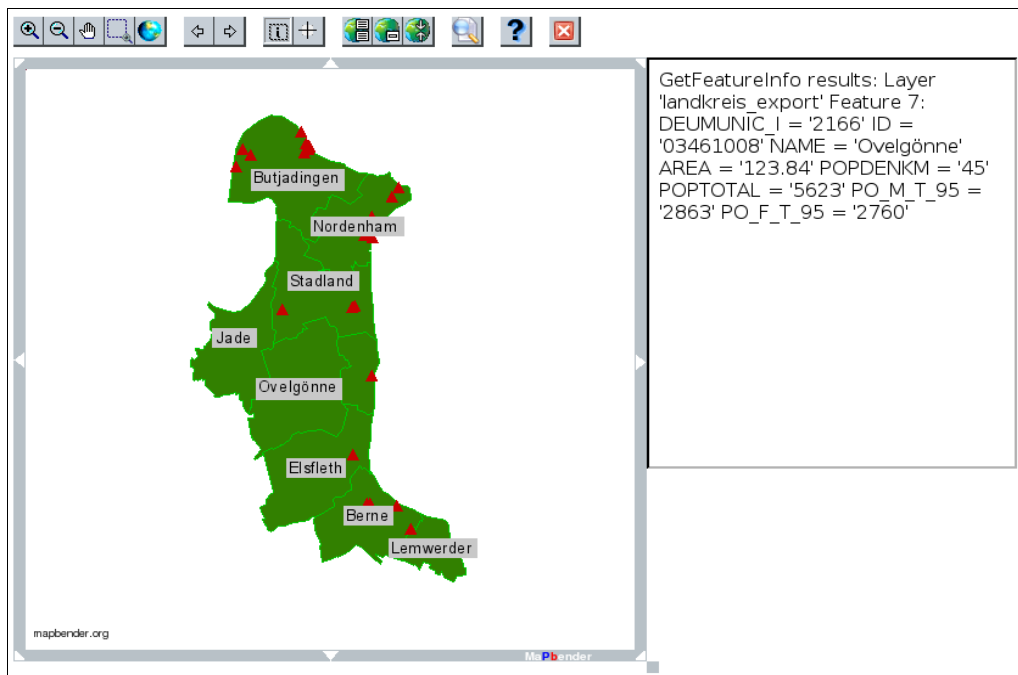 GetFeatureInfo results: Layer
'landkreis_export' Feature 7:
DEUMUNIC_I = '2166' ID =
'03461008' NAME = 'Ovelgönne'
AREA = '123.84' POPDENKM = '45'
POPTOTAL = '5623' PO_M_T_95 =
'2863' PO_F_T_95 = '2760'
Butjadingen
Nordenham
Stadland
Jade
Ovelgönne
Elsfleth
Berne
Lemwerder
mapbender.org
MaPbender